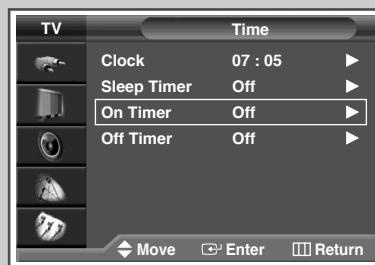 TV Time
Clock 07 : 05
Sleep Timer Off
On Timer Off
Off Timer Off
Move Enter Return